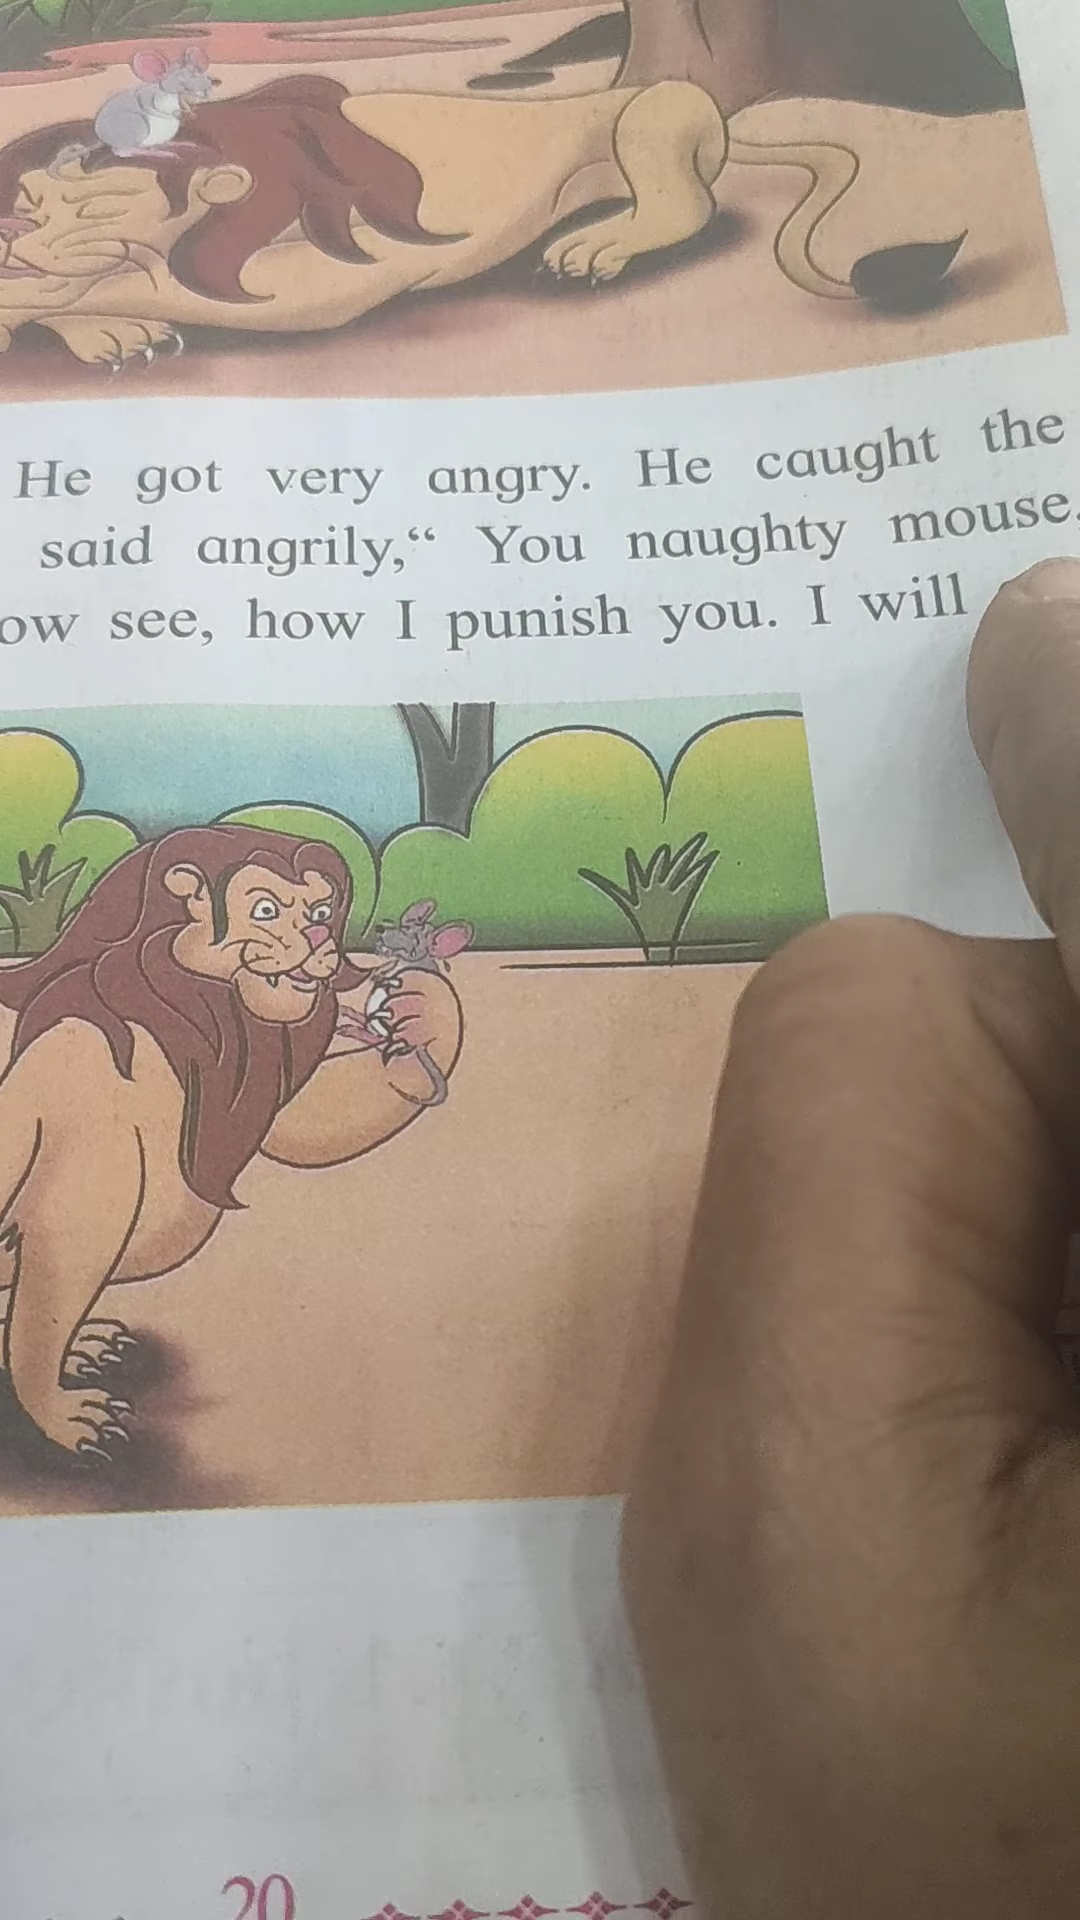 He got very angry. He caught the
said angrily,“ You naughty mouse.
ow see, how I punish you. I will
20